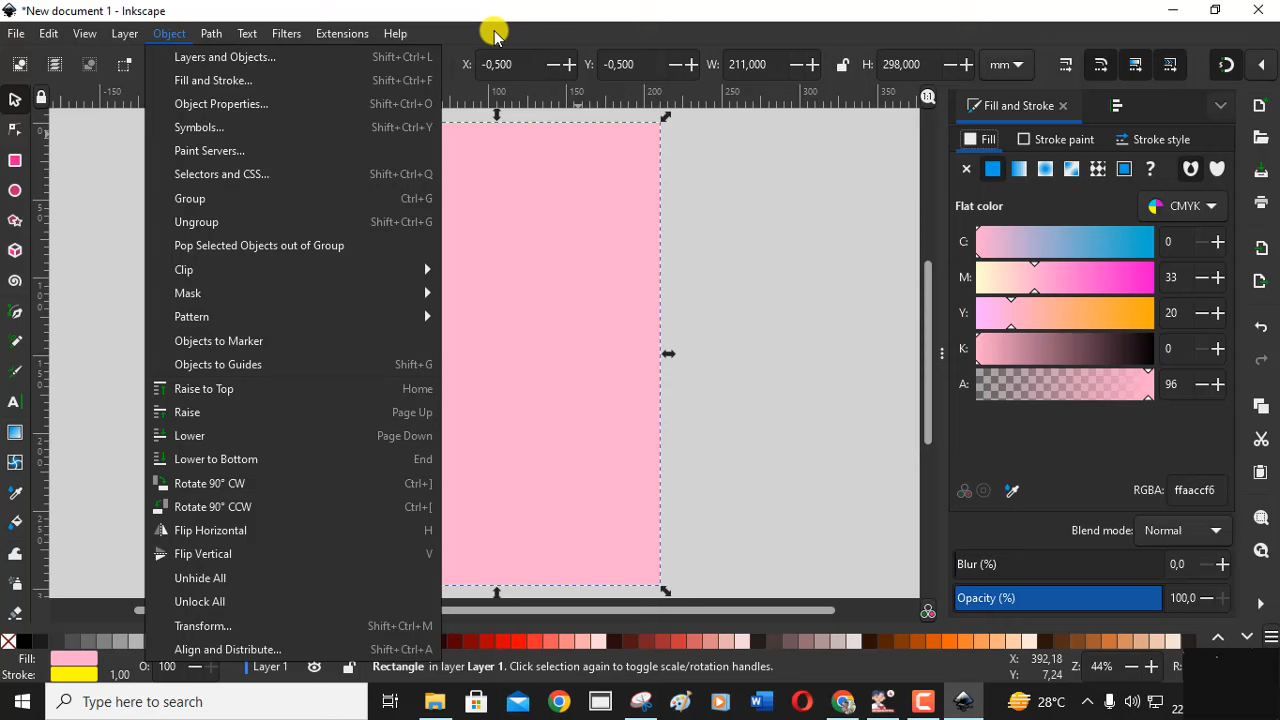 *New document 1 - Inkscape
File Edit View Layer Object Path Text Filters Extensions Help
X: -0,500 Y: -0,500 W: 211,000 H: 298,000 mm
Layers and Objects... Shift+Ctrl+L
Fill and Stroke... Shift+Ctrl+F
Object Properties... Shift+Ctrl+O
Symbols... Shift+Ctrl+Y
Paint Servers...
Selectors and CSS... Shift+Ctrl+Q
Group Ctrl+G
Ungroup Shift+Ctrl+G
Pop Selected Objects out of Group
Clip
Mask
Pattern
Objects to Marker
Objects to Guides Shift+G
Raise to Top Home
Raise Page Up
Lower Page Down
Lower to Bottom End
Rotate 90° CW Ctrl+]
Rotate 90° CCW Ctrl+[
Flip Horizontal H
Flip Vertical V
Unhide All
Unlock All
Transform... Shift+Ctrl+M
Align and Distribute... Shift+Ctrl+A
-150 100 150 200 250 300 350
Fill and Stroke
Fill Stroke paint Stroke style
?
Flat color CMYK
C: 0
M: 33
Y: 20
K: 0
A: 96
RGBA: ffaaccf6
Blend mode: Normal
Blur (%) 0,0
Opacity (%) 100,0
Fill:
Stroke: 1,00
O: 100 Layer 1 Rectangle in layer Layer 1. Click selection again to toggle scale/rotation handles.
X: 392,18
Y: 7,24
Z: 44% R:
Type here to search
28°C
22